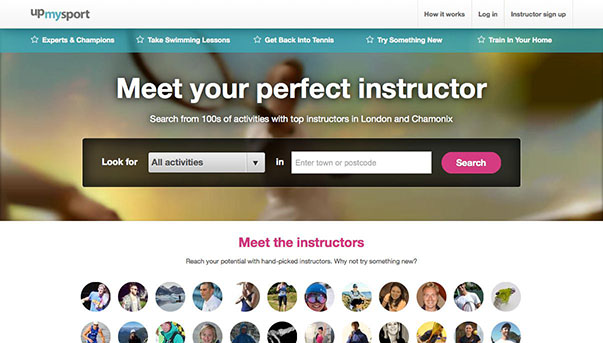 upmysport
How it works
Log in
Instructor sign up
Experts & Champions
Take Swimming Lessons
Get Back Into Tennis
Try Something New
Train In Your Home
Meet your perfect instructor
Search from 100s of activities with top instructors in London and Chamonix
Look for
All activities
in
Enter town or postcode
Search
Meet the instructors
Reach your potential with hand-picked instructors. Why not try something new?